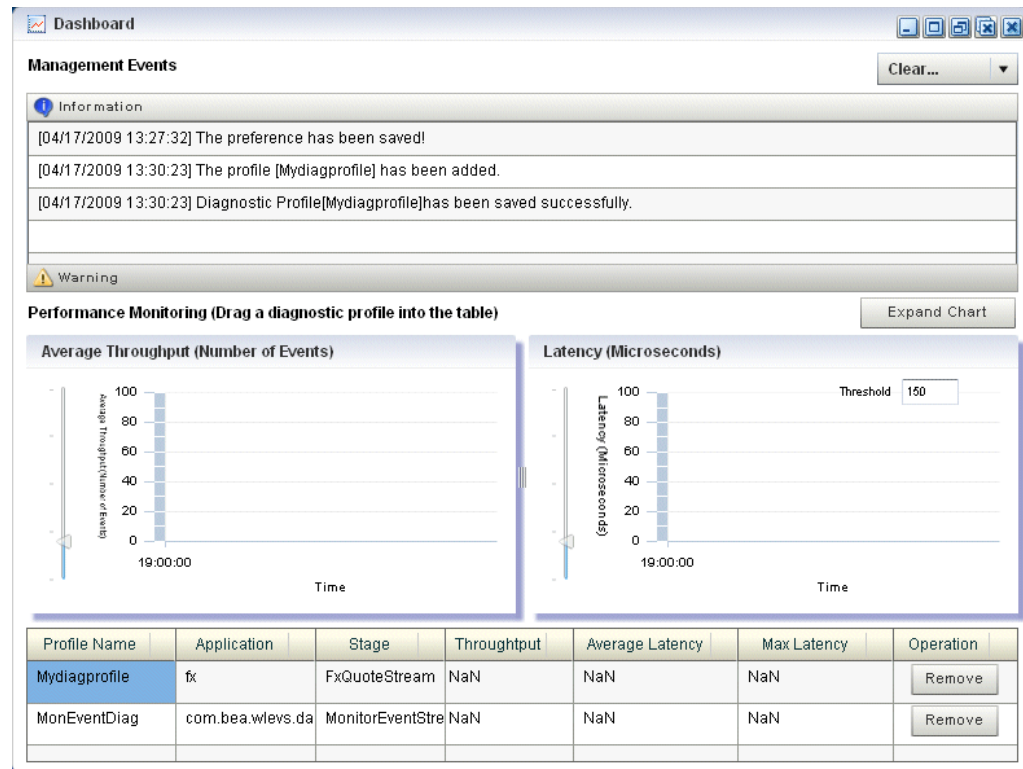 Dashboard
Management Events
Clear...
Information
[04/17/2009 13:27:32] The preference has been saved!
[04/17/2009 13:30:23] The profile [Mydiagprofile] has been added.
[04/17/2009 13:30:23] Diagnostic Profile[Mydiagprofile]has been saved successfully.
Warning
Performance Monitoring (Drag a diagnostic profile into the table)
Expand Chart
Average Throughput (Number of Events)
Average Throughput (Number of Events)
100
80
60
40
20
0
19:00:00
Time
Latency (Microseconds)
Threshold 150
Latency (Microseconds)
100
80
60
40
20
0
19:00:00
Time
Profile Name Application Stage Throughtput Average Latency Max Latency Operation
Mydiagprofile fx FxQuoteStream NaN NaN NaN Remove
MonEventDiag com.bea.wlevs.da MonitorEventStre NaN NaN NaN Remove